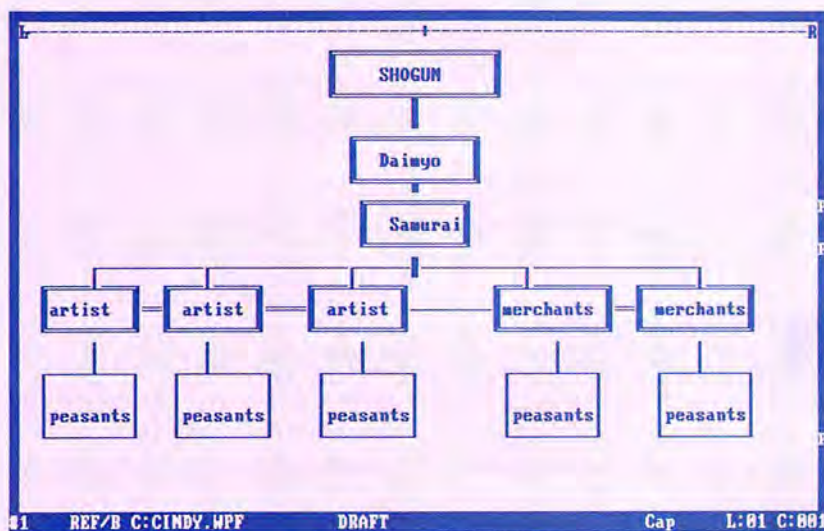 L R
SHOGUN
Daimyo
Samurai
artist artist artist merchants merchants
peasants peasants peasants peasants peasants
#1 REF/B C:CINDY.WPF DRAFT Cap L:01 C:001